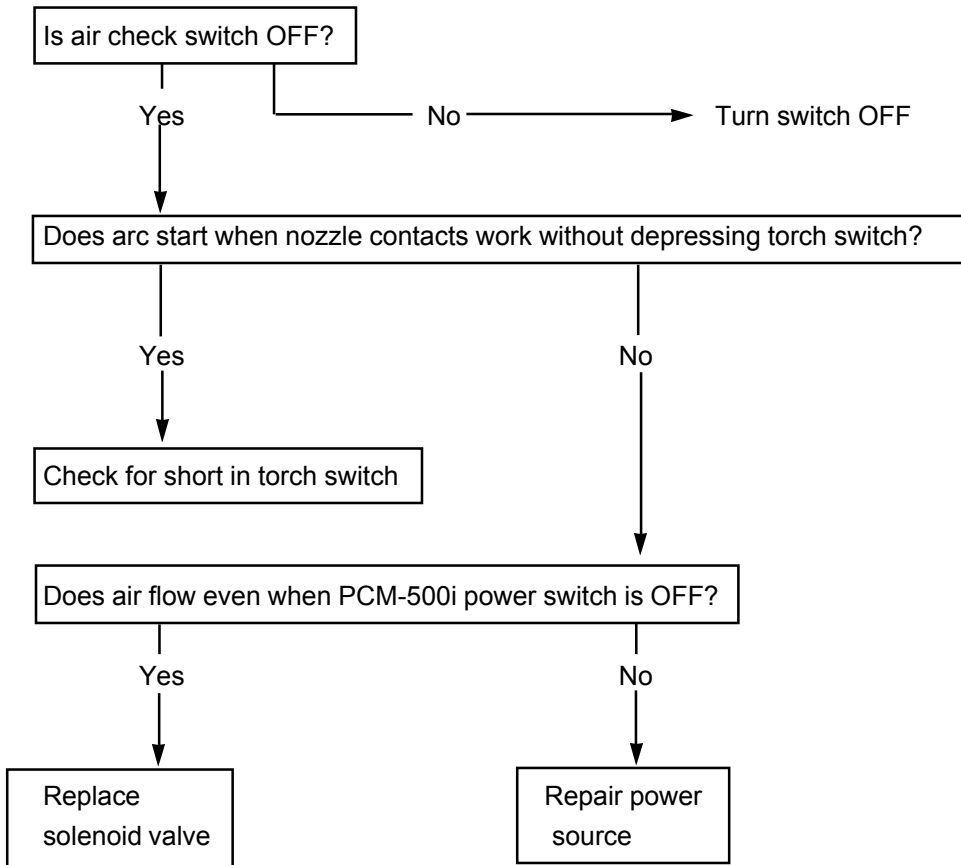 Is air check switch OFF?
Yes
No
Turn switch OFF
Does arc start when nozzle contacts work without depressing torch switch?
Yes
No
Check for short in torch switch
Does air flow even when PCM-500i power switch is OFF?
Yes
No
Replace
solenoid valve
Repair power
source